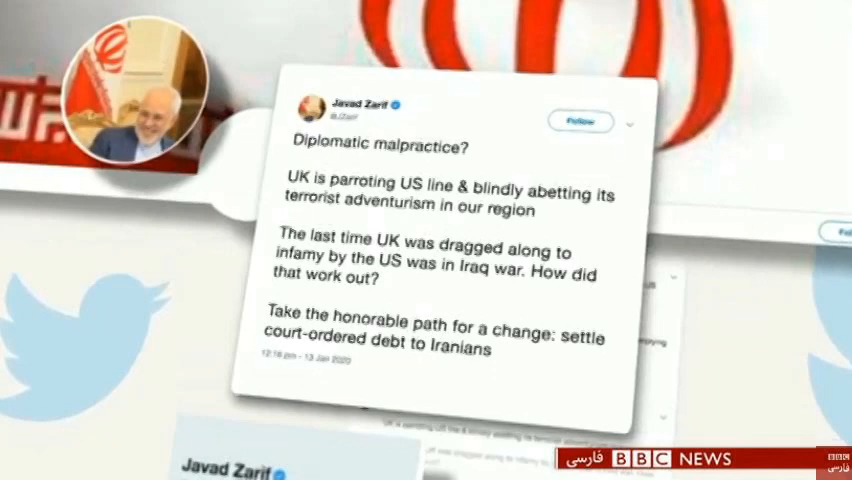 Javad Zarif
@JZarif
Follow
Diplomatic malpractice?
UK is parroting US line & blindly abetting its
terrorist adventurism in our region
The last time UK was dragged along to
infamy by the US was in Iraq war. How did
that work out?
Take the honorable path for a change: settle
court-ordered debt to Iranians
12:16 pm - 13 Jan 2020
Javad Zarif
BBC NEWS فارسی
BBC
فارسی